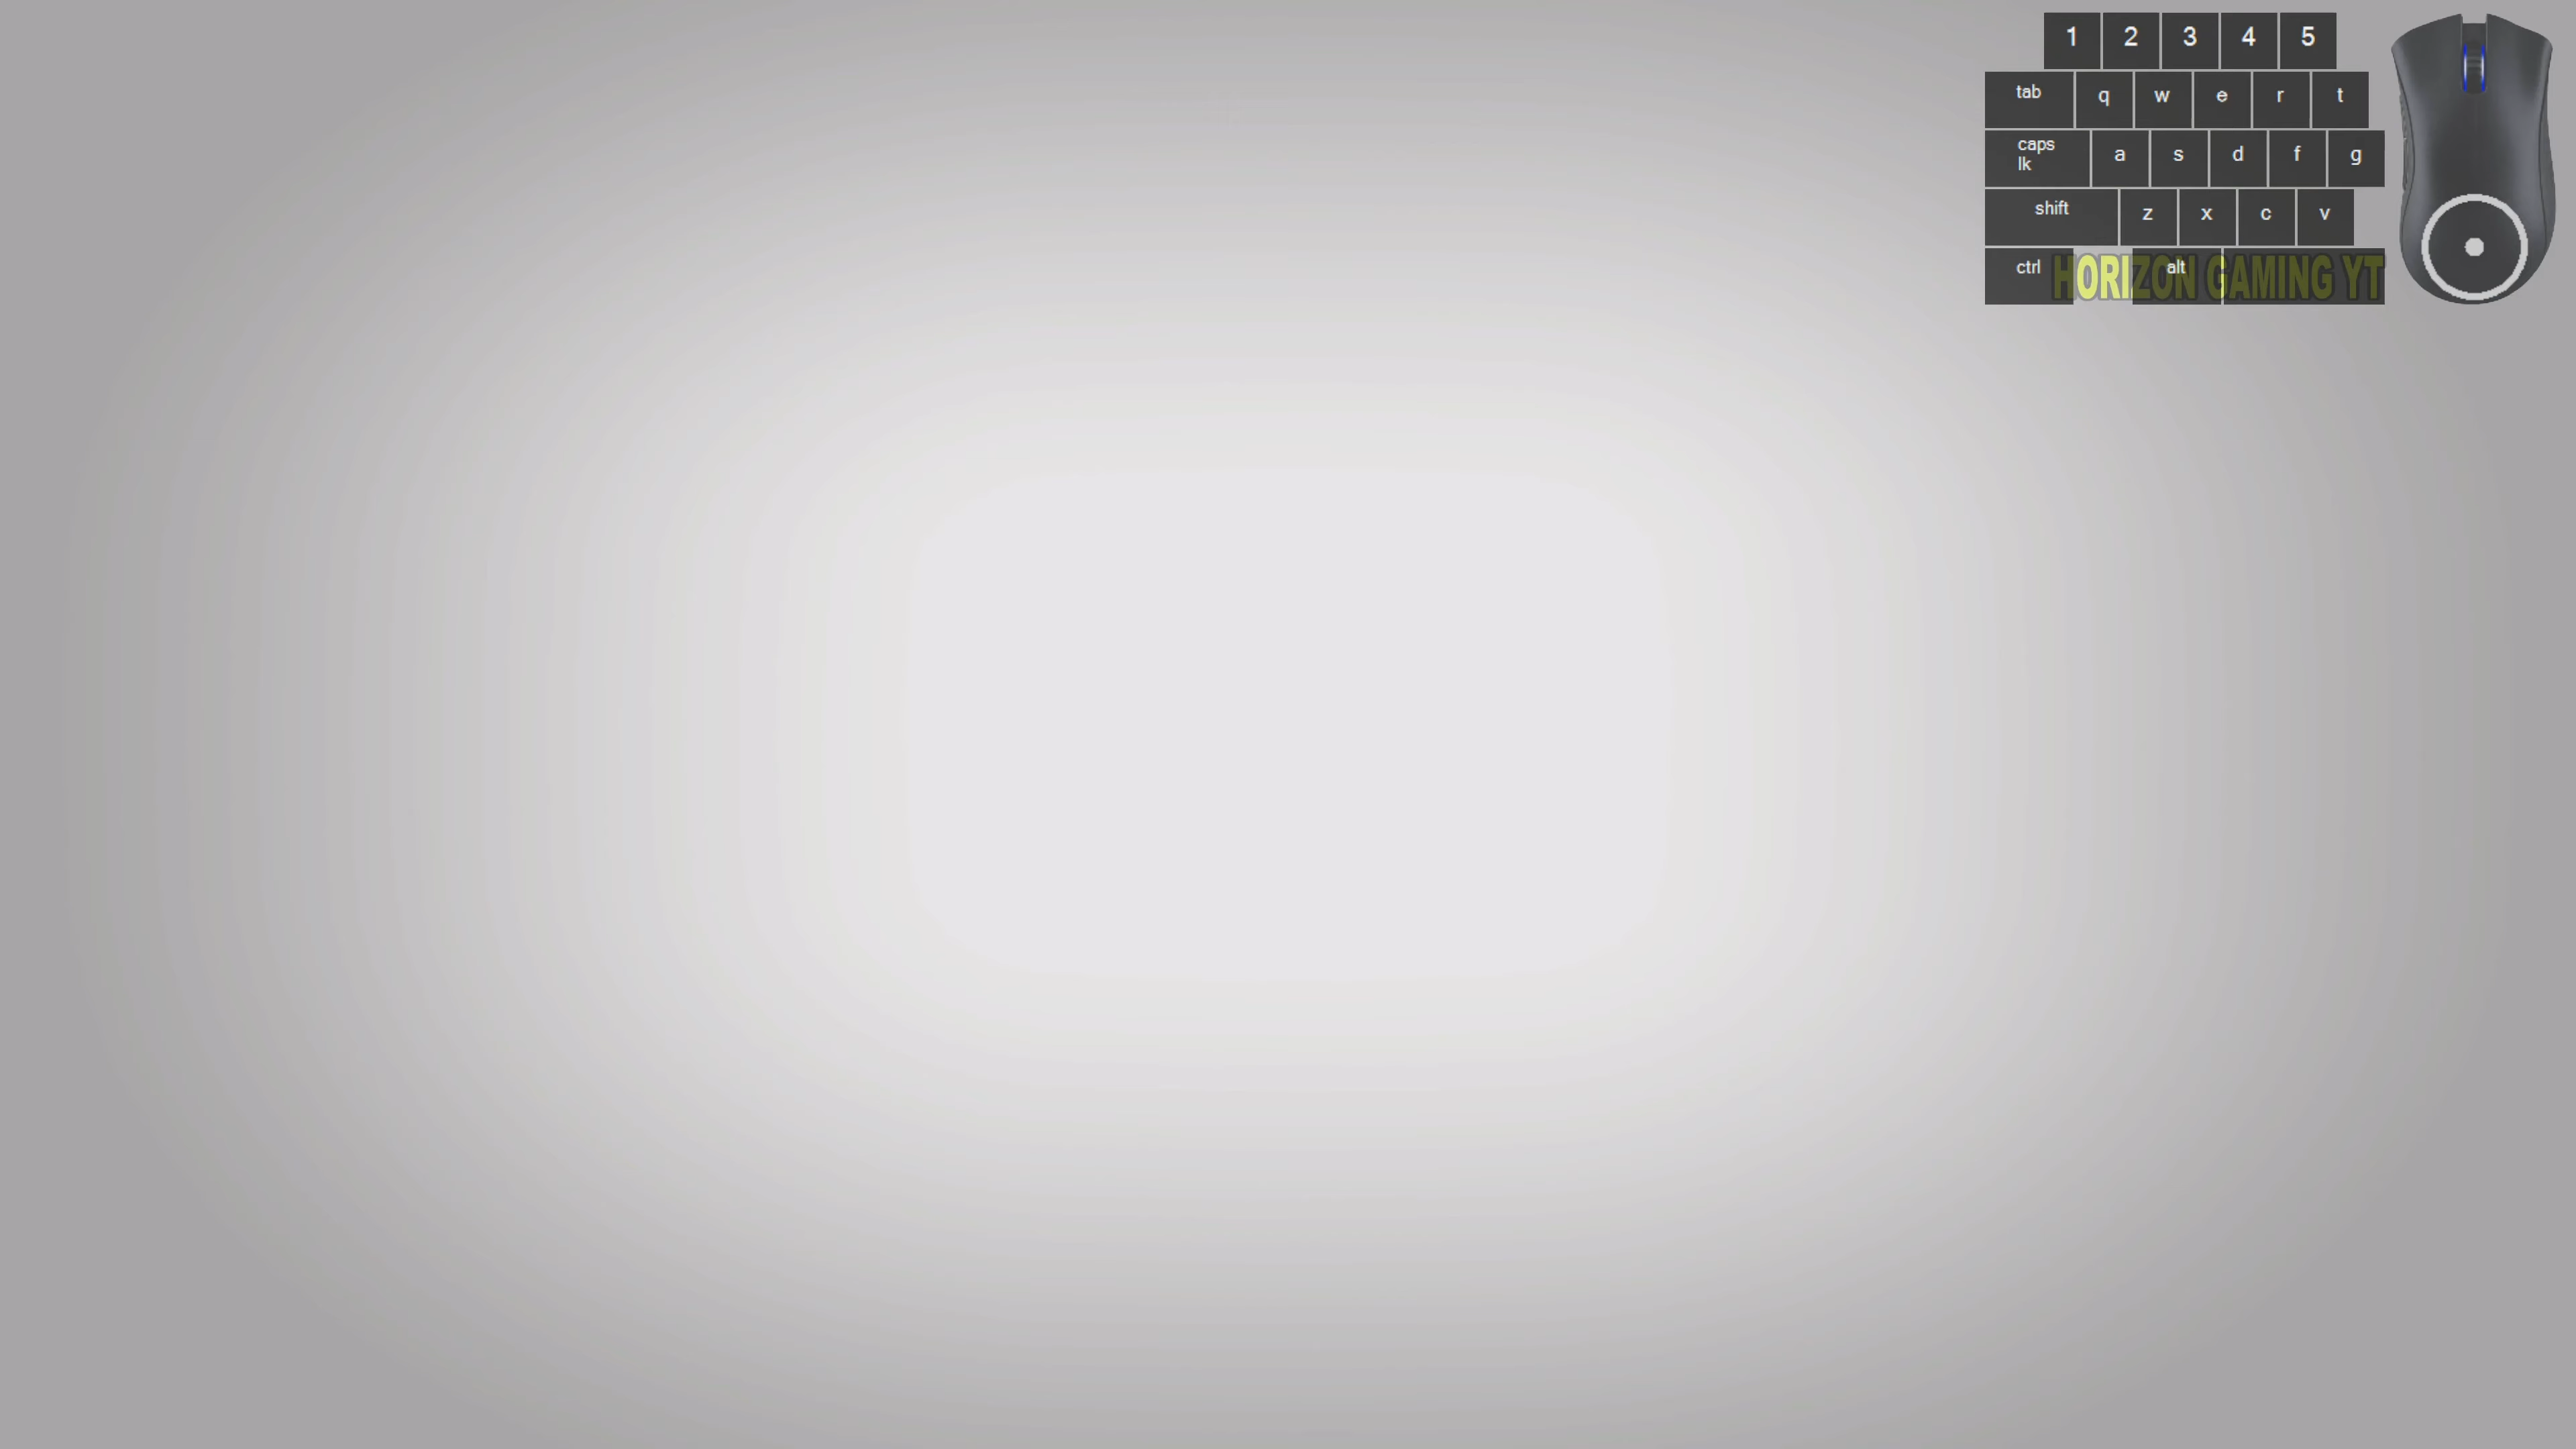 1 2 3 4 5
tab q w e r t
caps
lk a s d f g
shift z x c v
ctrl alt
HORIZON GAMING YT